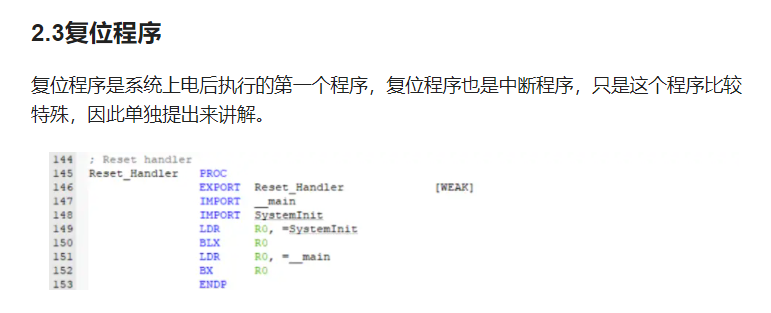 2.3复位程序
复位程序是系统上电后执行的第一个程序，复位程序也是中断程序，只是这个程序比较
特殊，因此单独提出来讲解。
144 ; Reset handler
145 Reset_Handler PROC
146 EXPORT Reset_Handler [WEAK]
147 IMPORT __main
148 IMPORT SystemInit
149 LDR R0, =SystemInit
150 BLX R0
151 LDR R0, =__main
152 BX R0
153 ENDP